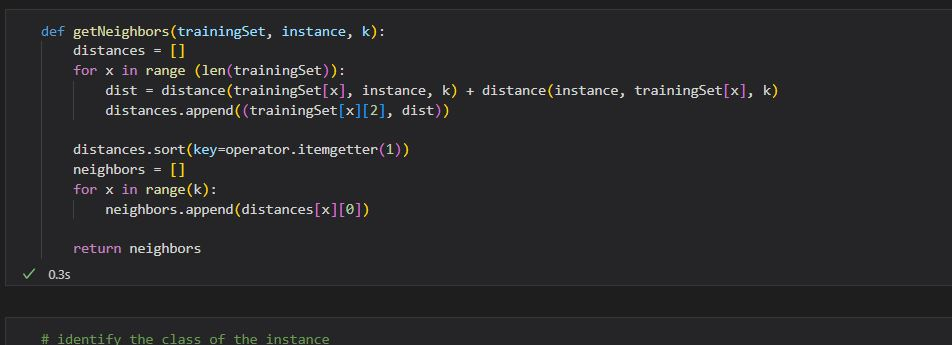 def getNeighbors(trainingSet, instance, k):
    distances = []
    for x in range (len(trainingSet)):
        dist = distance(trainingSet[x], instance, k) + distance(instance, trainingSet[x], k)
        distances.append((trainingSet[x][2], dist))

    distances.sort(key=operator.itemgetter(1))
    neighbors = []
    for x in range(k):
        neighbors.append(distances[x][0])

    return neighbors
0.3s
# identify the class of the instance